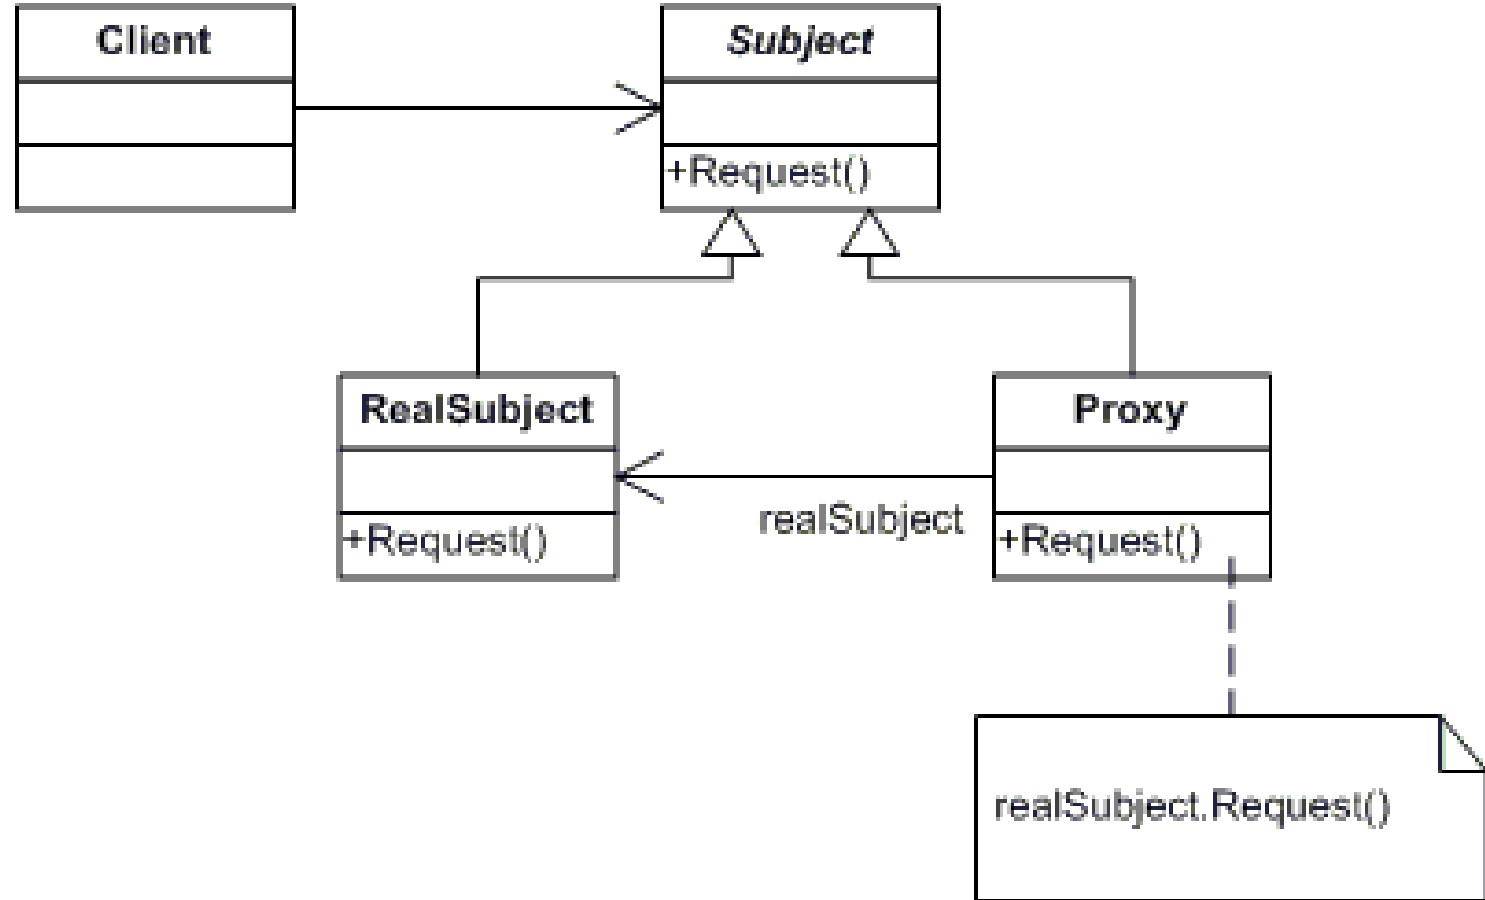 Client
Subject
+Request()
RealSubject
Proxy
realSubject
+Request()
+Request()
realSubject.Request()